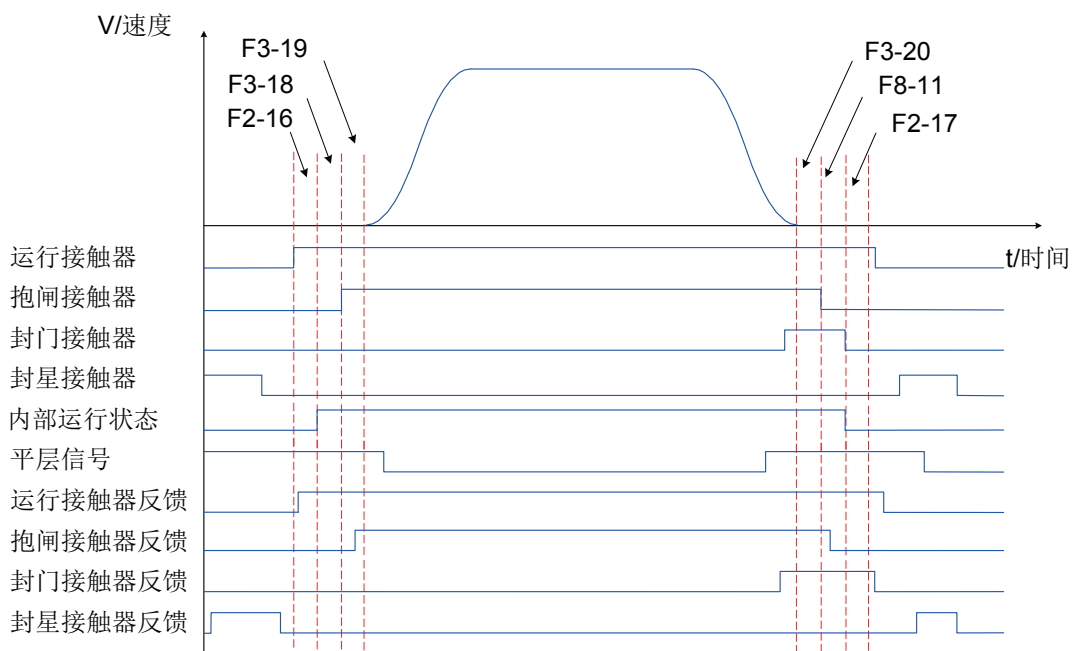 V/速度
F3-19
F3-18
F2-16
F3-20
F8-11
F2-17
t/时间
运行接触器
抱闸接触器
封门接触器
封星接触器
内部运行状态
平层信号
运行接触器反馈
抱闸接触器反馈
封门接触器反馈
封星接触器反馈